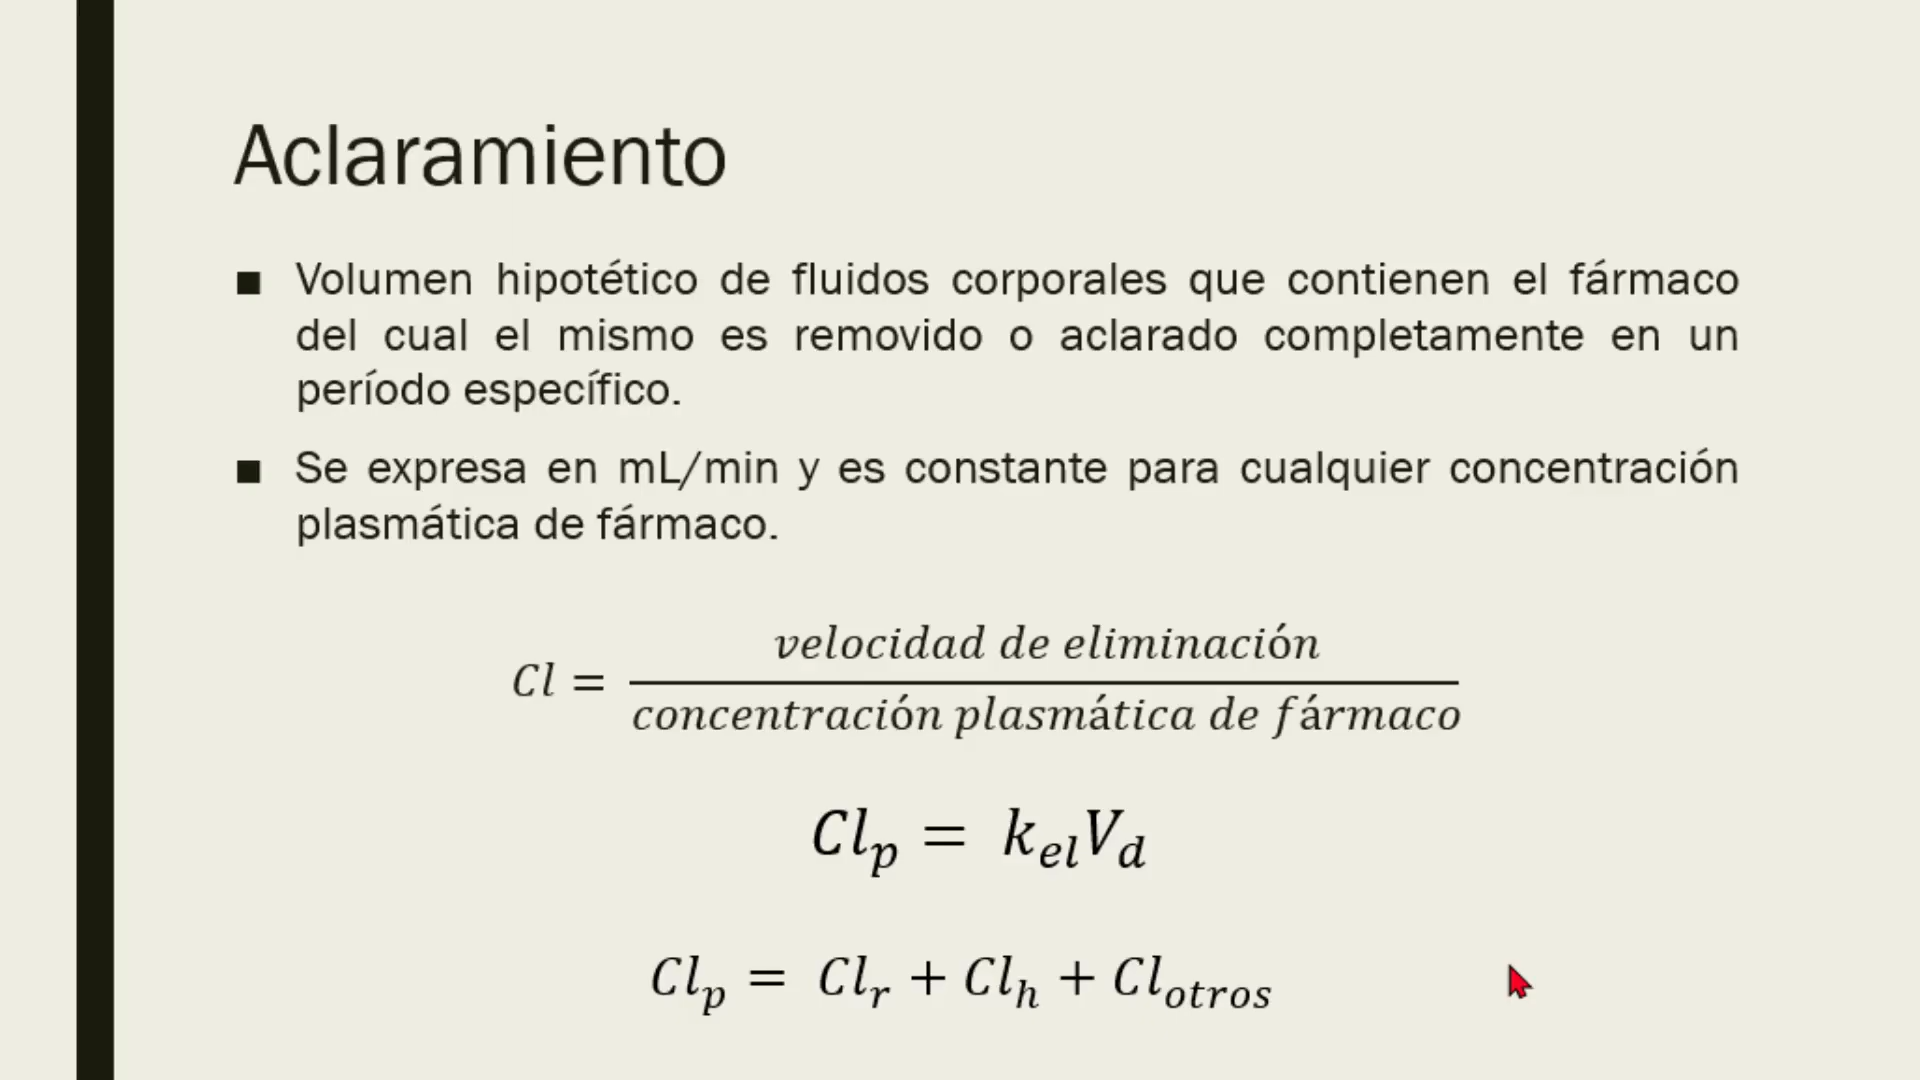 Aclaramiento
■ Volumen hipotético de fluidos corporales que contienen el fármaco
del cual el mismo es removido o aclarado completamente en un
período específico.
■ Se expresa en mL/min y es constante para cualquier concentración
plasmática de fármaco.
Cl = velocidad de eliminación / concentración plasmática de fármaco
Cl_p = k_el V_d
Cl_p = Cl_r + Cl_h + Cl_otros